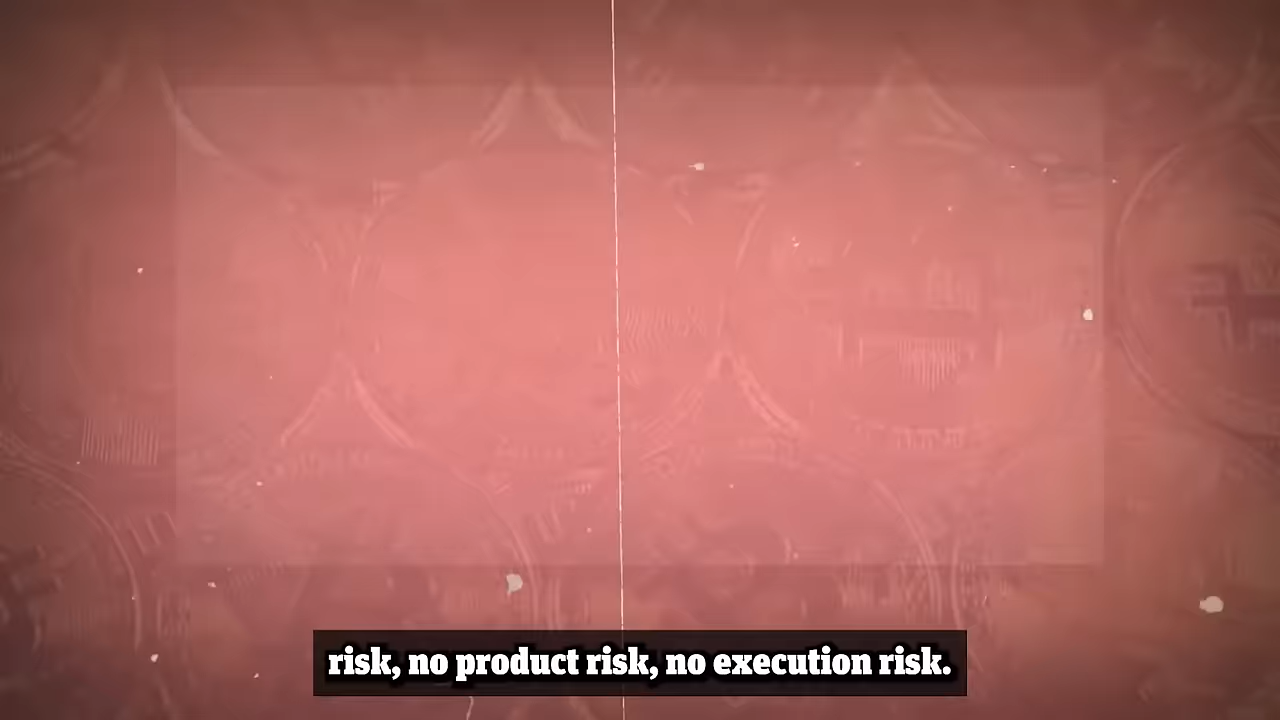 risk, no product risk, no execution risk.